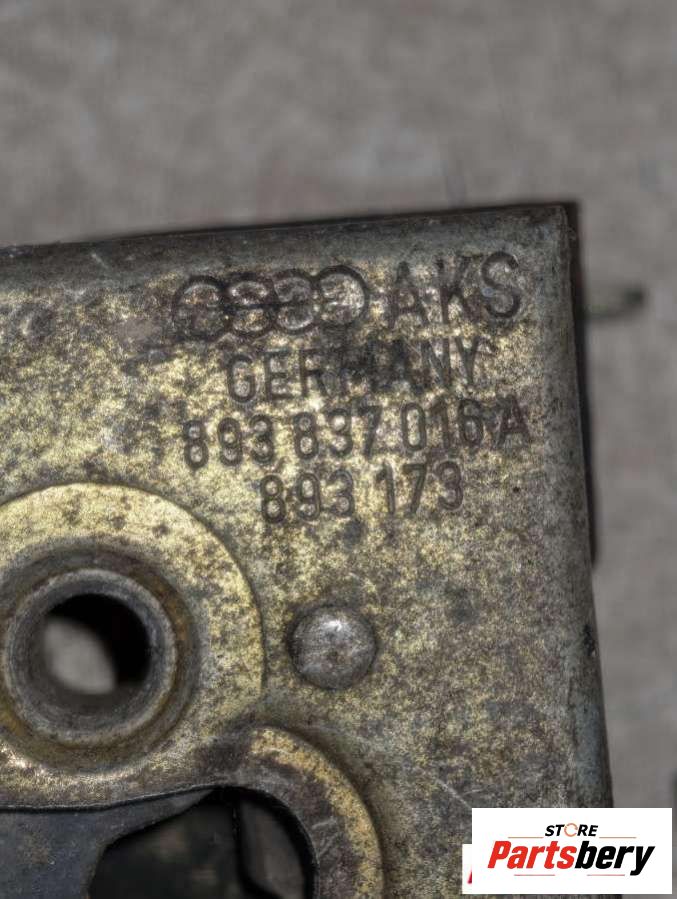 AKS
GERMANY
893 837 016 A
893 173
STORE
Partsbery